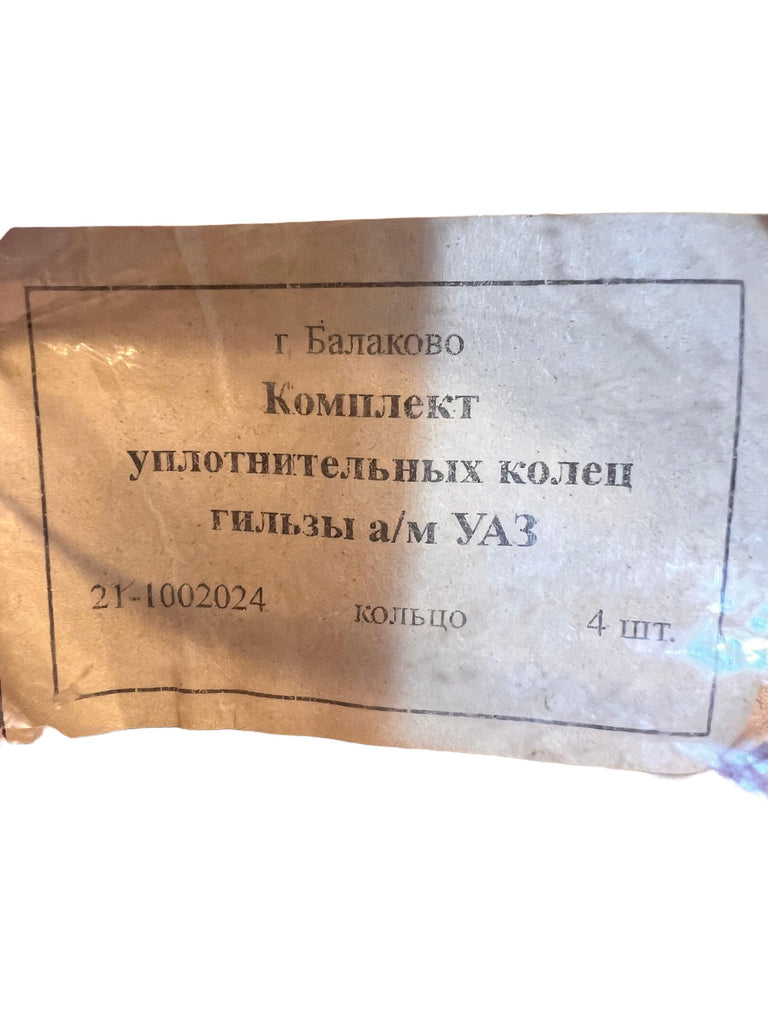 г Балаково
Комплект
уплотнительных колец
гильзы а/м УАЗ
21-1002024 кольцо 4 шт.